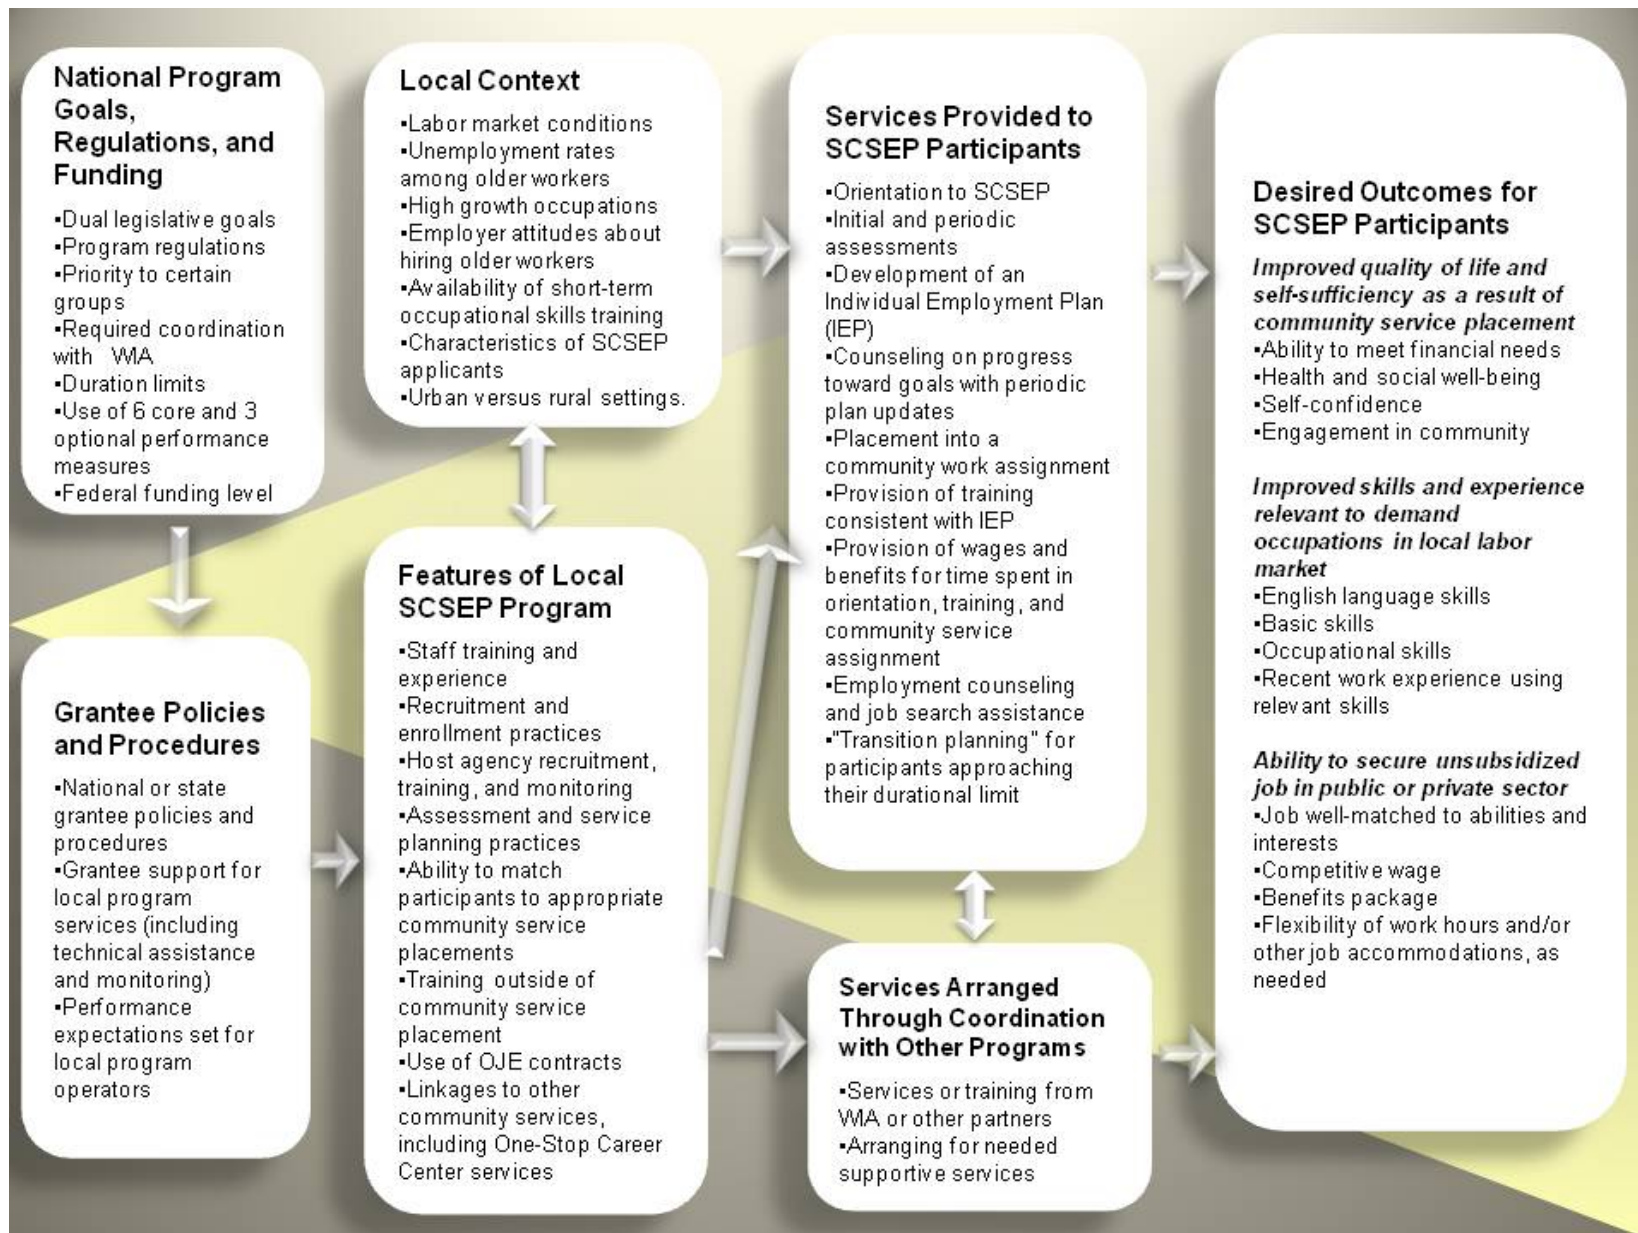 National Program
Goals,
Regulations, and
Funding
▪Dual legislative goals
▪Program regulations
▪Priority to certain
groups
▪Required coordination
with WIA
▪Duration limits
▪Use of 6 core and 3
optional performance
measures
▪Federal funding level
Grantee Policies
and Procedures
▪National or state
grantee policies and
procedures
▪Grantee support for
local program
services (including
technical assistance
and monitoring)
▪Performance
expectations set for
local program
operators
Local Context
▪Labor market conditions
▪Unemployment rates
among older workers
▪High growth occupations
▪Employer attitudes about
hiring older workers
▪Availability of short-term
occupational skills training
▪Characteristics of SCSEP
applicants
▪Urban versus rural settings.
Features of Local
SCSEP Program
▪Staff training and
experience
▪Recruitment and
enrollment practices
▪Host agency recruitment,
training, and monitoring
▪Assessment and service
planning practices
▪Ability to match
participants to appropriate
community service
placements
▪Training outside of
community service
placement
▪Use of OJE contracts
▪Linkages to other
community services,
including One-Stop Career
Center services
Services Provided to
SCSEP Participants
▪Orientation to SCSEP
▪Initial and periodic
assessments
▪Development of an
Individual Employment Plan
(IEP)
▪Counseling on progress
toward goals with periodic
plan updates
▪Placement into a
community work assignment
▪Provision of training
consistent with IEP
▪Provision of wages and
benefits for time spent in
orientation, training, and
community service
assignment
▪Employment counseling
and job search assistance
▪"Transition planning" for
participants approaching
their durational limit
Services Arranged
Through Coordination
with Other Programs
▪Services or training from
WIA or other partners
▪Arranging for needed
supportive services
Desired Outcomes for
SCSEP Participants
Improved quality of life and
self-sufficiency as a result of
community service placement
▪Ability to meet financial needs
▪Health and social well-being
▪Self-confidence
▪Engagement in community
Improved skills and experience
relevant to demand
occupations in local labor
market
▪English language skills
▪Basic skills
▪Occupational skills
▪Recent work experience using
relevant skills
Ability to secure unsubsidized
job in public or private sector
▪Job well-matched to abilities and
interests
▪Competitive wage
▪Benefits package
▪Flexibility of work hours and/or
other job accommodations, as
needed